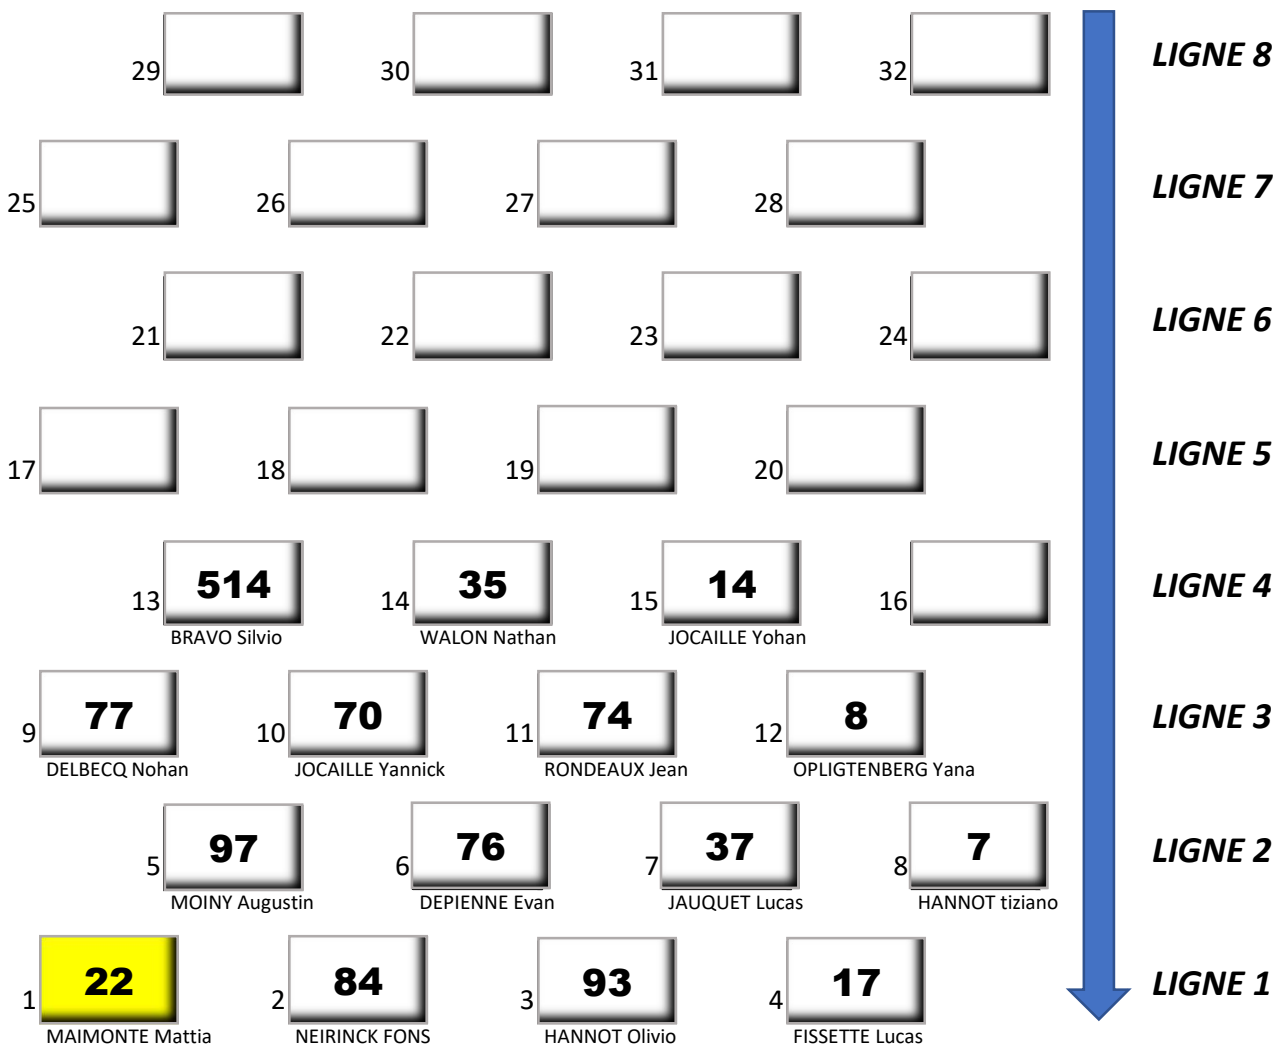 29 30 31 32 LIGNE 8
25 26 27 28 LIGNE 7
21 22 23 24 LIGNE 6
17 18 19 20 LIGNE 5
13 514 14 35 15 14 16 LIGNE 4
BRAVO Silvio WALON Nathan JOCAILLE Yohan
9 77 10 70 11 74 12 8 LIGNE 3
DELBECQ Nohan JOCAILLE Yannick RONDEAUX Jean OPLIGTENBERG Yana
5 97 6 76 7 37 8 7 LIGNE 2
MOINY Augustin DEPIENNE Evan JAUQUET Lucas HANNOT tiziano
1 22 2 84 3 93 4 17 LIGNE 1
MAIMONTE Mattia NEIRINCK FONS HANNOT Olivio FISSETTE Lucas